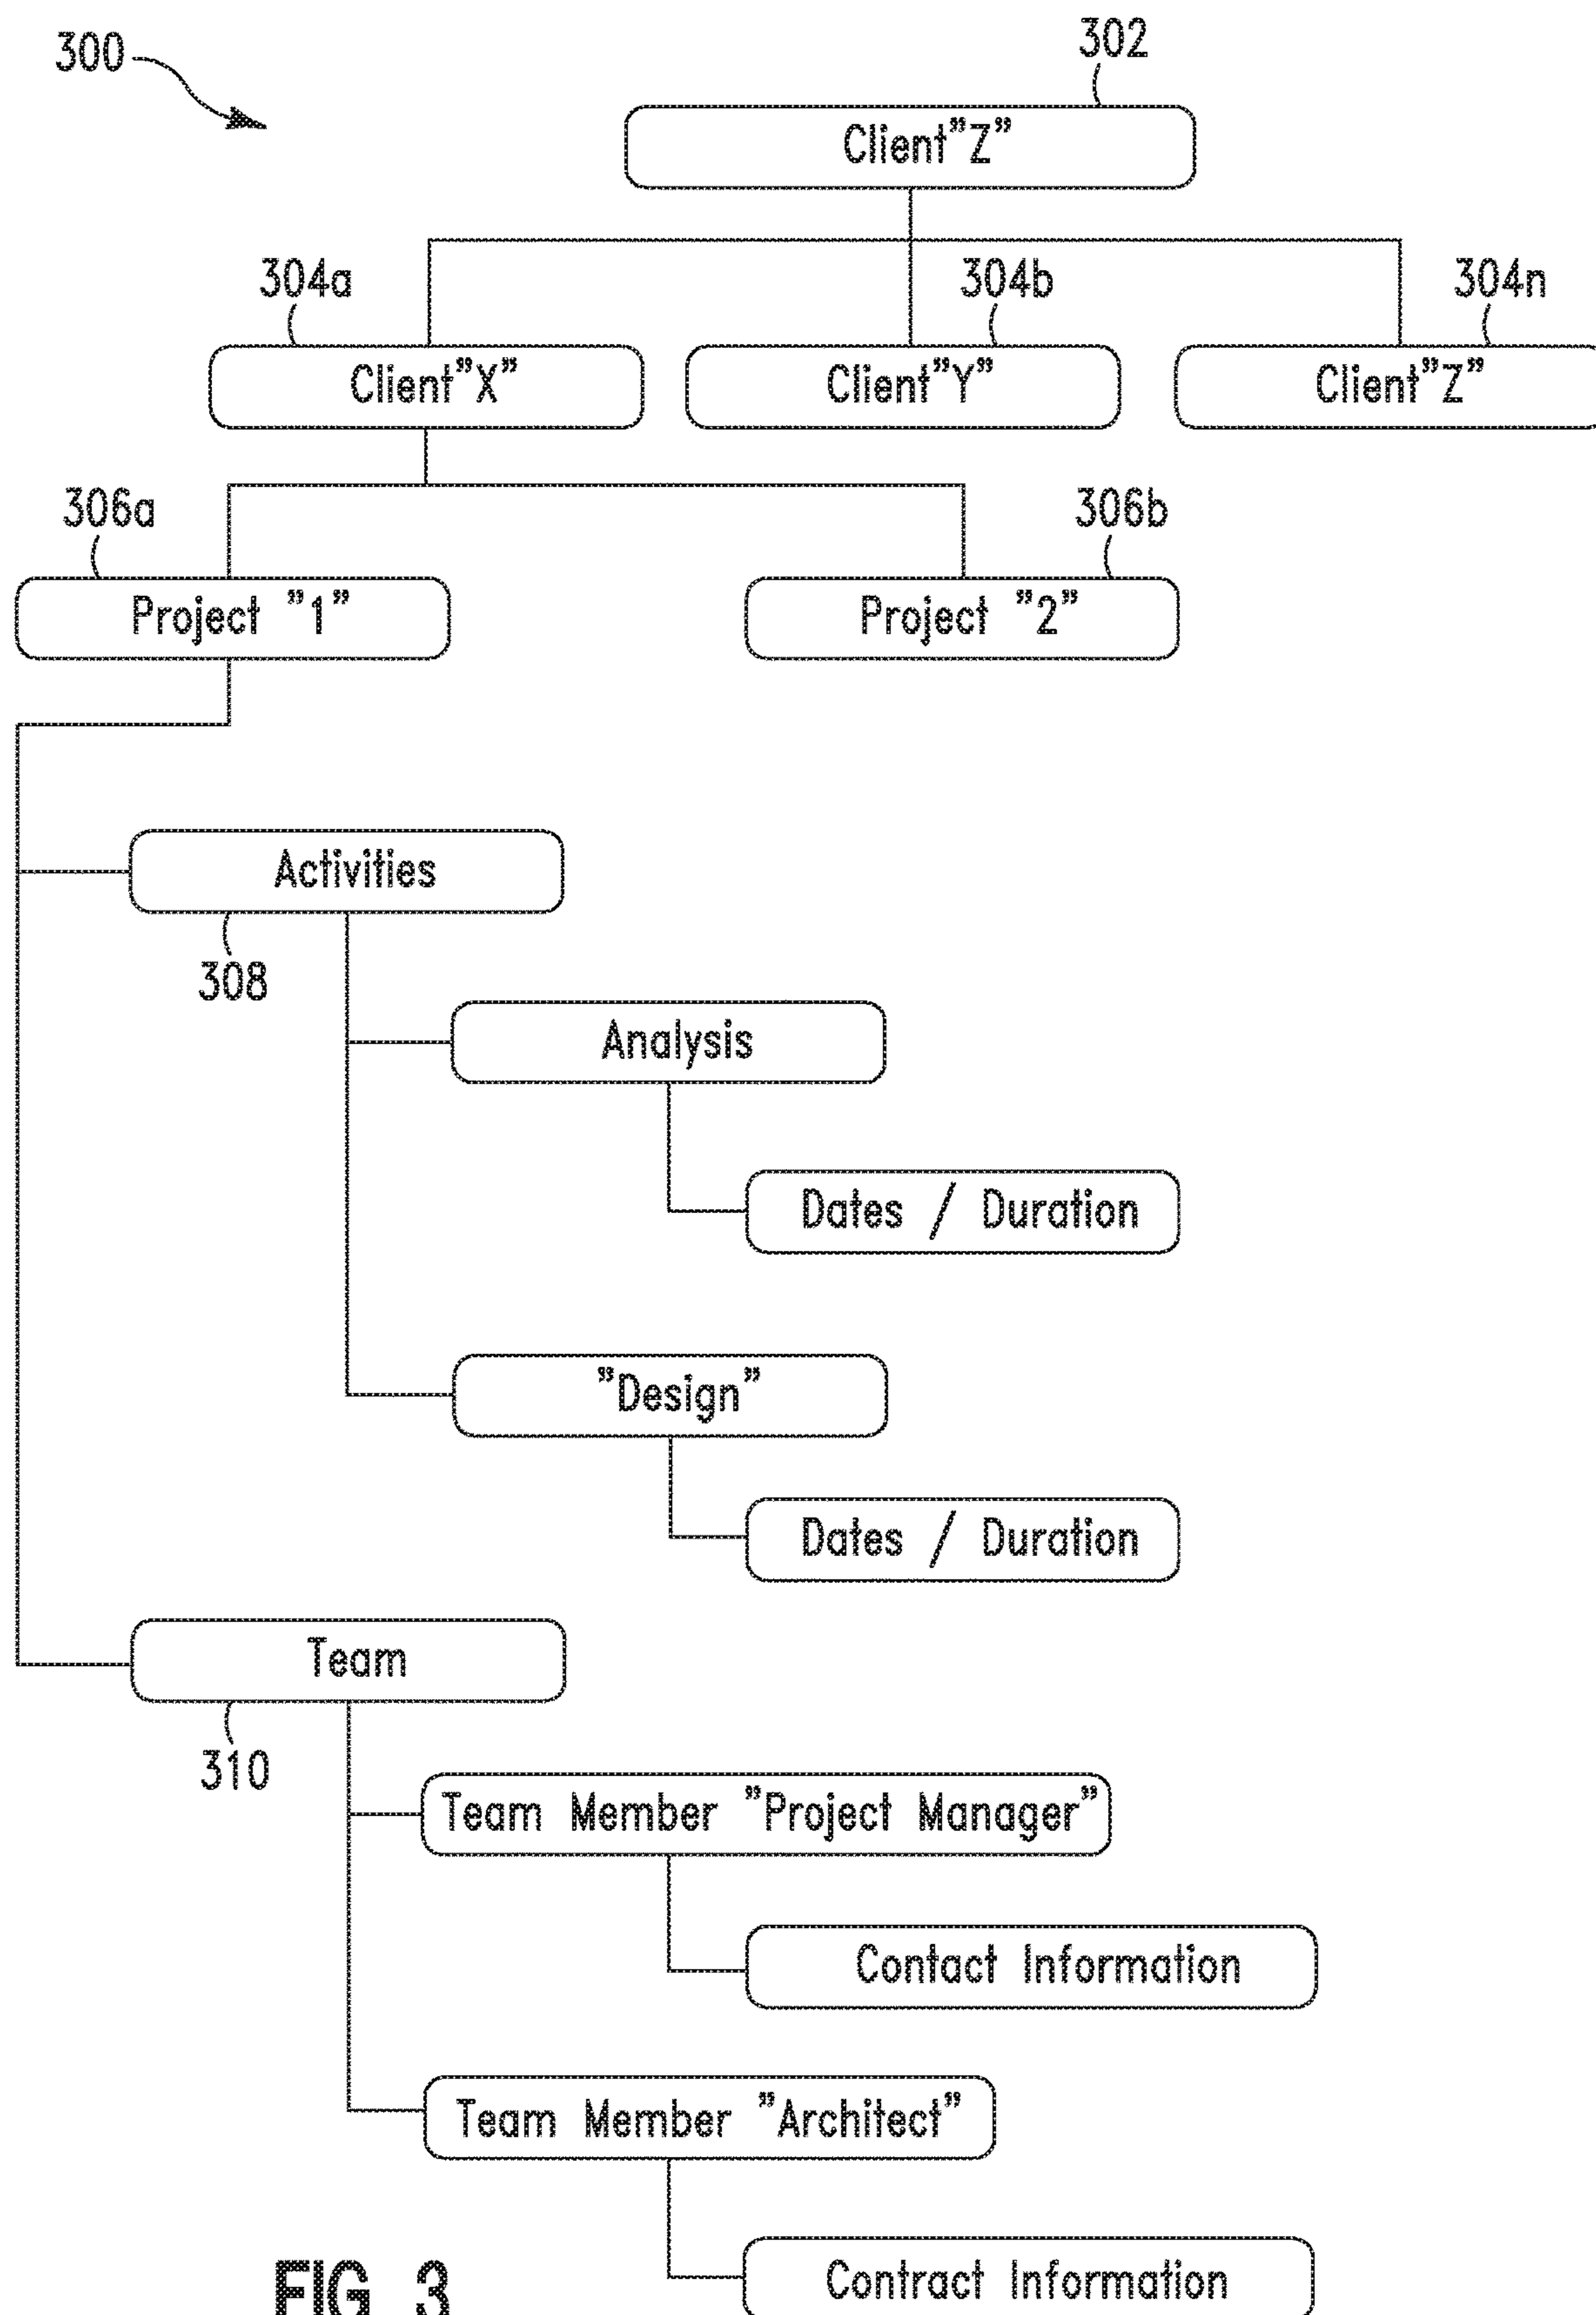 300
302
Client"Z"
304a
304b
304n
Client"X"
Client"Y"
Client"Z"
306a
306b
Project "1"
Project "2"
Activities
308
Analysis
Dates / Duration
"Design"
Dates / Duration
Team
310
Team Member "Project Manager"
Contact Information
Team Member "Architect"
Contract Information
FIG. 3